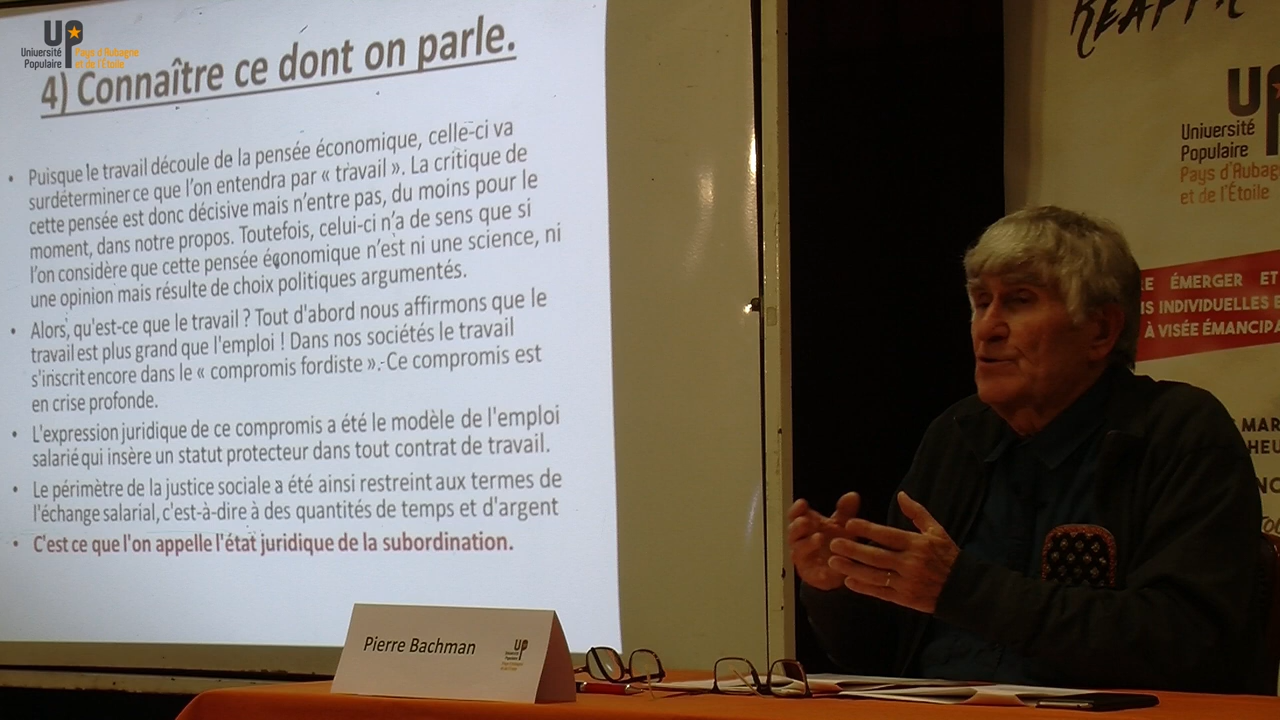 UP
Université
Populaire
Pays d'Aubagne
et de l'Étoile
4) Connaître ce dont on parle.
• Puisque le travail découle de la pensée économique, celle-ci va
surdéterminer ce que l'on entendra par « travail ». La critique de
cette pensée est donc décisive mais n'entre pas, du moins pour le
moment, dans notre propos. Toutefois, celui-ci n'a de sens que si
l'on considère que cette pensée économique n'est ni une science, ni
une opinion mais résulte de choix politiques argumentés.
• Alors, qu'est-ce que le travail ? Tout d'abord nous affirmons que le
travail est plus grand que l'emploi ! Dans nos sociétés le travail
s'inscrit encore dans le « compromis fordiste ». Ce compromis est
en crise profonde.
• L'expression juridique de ce compromis a été le modèle de l'emploi
salarié qui insère un statut protecteur dans tout contrat de travail.
• Le périmètre de la justice sociale a été ainsi restreint aux termes de
l'échange salarial, c'est-à-dire à des quantités de temps et d'argent
• C'est ce que l'on appelle l'état juridique de la subordination.
Pierre Bachman
UP
UP
Université
Populaire
Pays d'Aubagne
et de l'Étoile
RE ÉMERGER ET
NS INDIVIDUELLES E
À VISÉE ÉMANCIPA
MAR
HEU